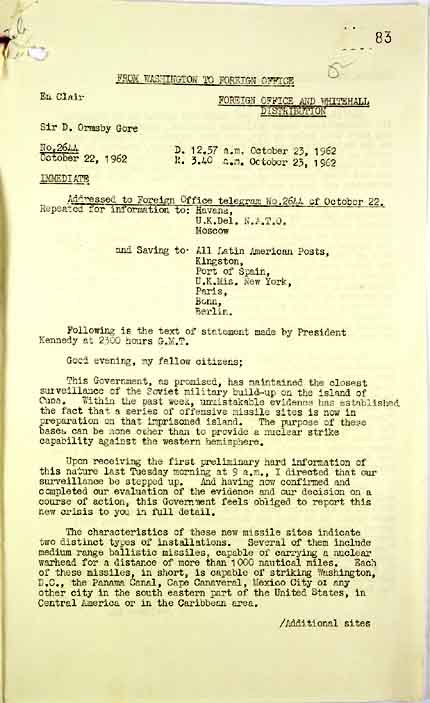 83
FROM WASHINGTON TO FOREIGN OFFICE
En Clair
FOREIGN OFFICE AND WHITEHALL
DISTRIBUTION
Sir D. Ormsby Gore
No.2644 D. 12.57 a.m. October 23, 1962
October 22, 1962 R. 3.40 a.m. October 23, 1962
IMMEDIATE
Addressed to Foreign Office telegram No.2644 of October 22.
Repeated for information to: Havana,
U.K.Del. N.A.T.O.
Moscow
and Saving to: All Latin American Posts,
Kingston,
Port of Spain,
U.K.Mis. New York,
Paris,
Bonn,
Berlin.
Following is the text of statement made by President
Kennedy at 2300 hours G.M.T.
Good evening, my fellow citizens;
This Government, as promised, has maintained the closest
surveillance of the Soviet military build-up on the island of
Cuba. Within the past week, unmistakable evidence has established
the fact that a series of offensive missile sites is now in
preparation on that imprisoned island. The purpose of these
bases can be none other than to provide a nuclear strike
capability against the western hemisphere.
Upon receiving the first preliminary hard information of
this nature last Tuesday morning at 9 a.m., I directed that our
surveillance be stepped up. And having now confirmed and
completed our evaluation of the evidence and our decision on a
course of action, this Government feels obliged to report this
new crisis to you in full detail.
The characteristics of these new missile sites indicate
two distinct types of installations. Several of them include
medium range ballistic missiles, capable of carrying a nuclear
warhead for a distance of more than 1000 nautical miles. Each
of these missiles, in short, is capable of striking Washington,
D.C., the Panama Canal, Cape Canaveral, Mexico City or any
other city in the south eastern part of the United States, in
Central America or in the Caribbean area.
/Additional sites